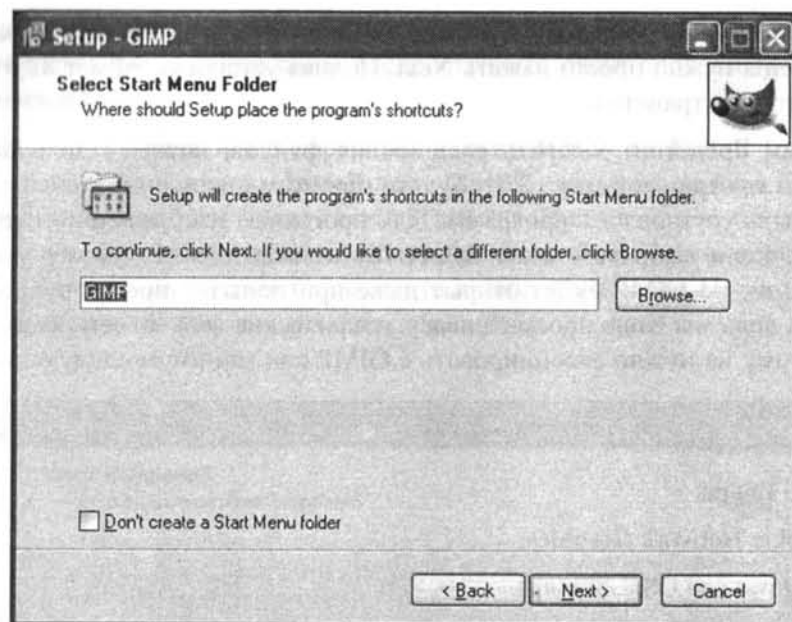 Setup - GIMP
Select Start Menu Folder
Where should Setup place the program's shortcuts?
Setup will create the program's shortcuts in the following Start Menu folder.
To continue, click Next. If you would like to select a different folder, click Browse.
GIMP
Browse...
Don't create a Start Menu folder
< Back
Next >
Cancel